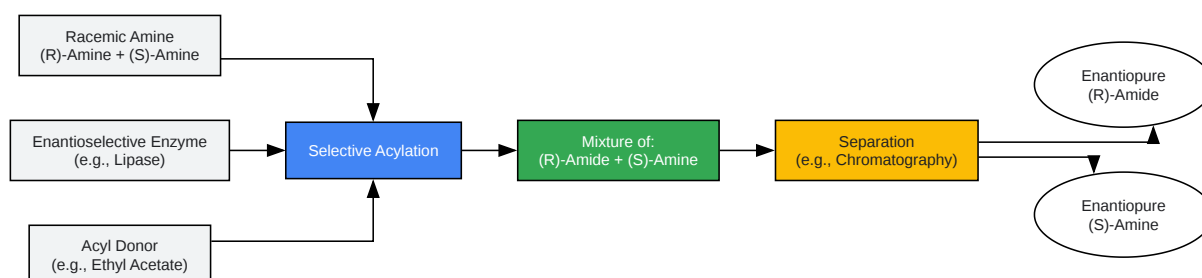 Racemic Amine
(R)-Amine + (S)-Amine
Enantioselective Enzyme
(e.g., Lipase)
Acyl Donor
(e.g., Ethyl Acetate)
Selective Acylation
Mixture of:
(R)-Amide + (S)-Amine
Separation
(e.g., Chromatography)
Enantiopure
(R)-Amide
Enantiopure
(S)-Amine